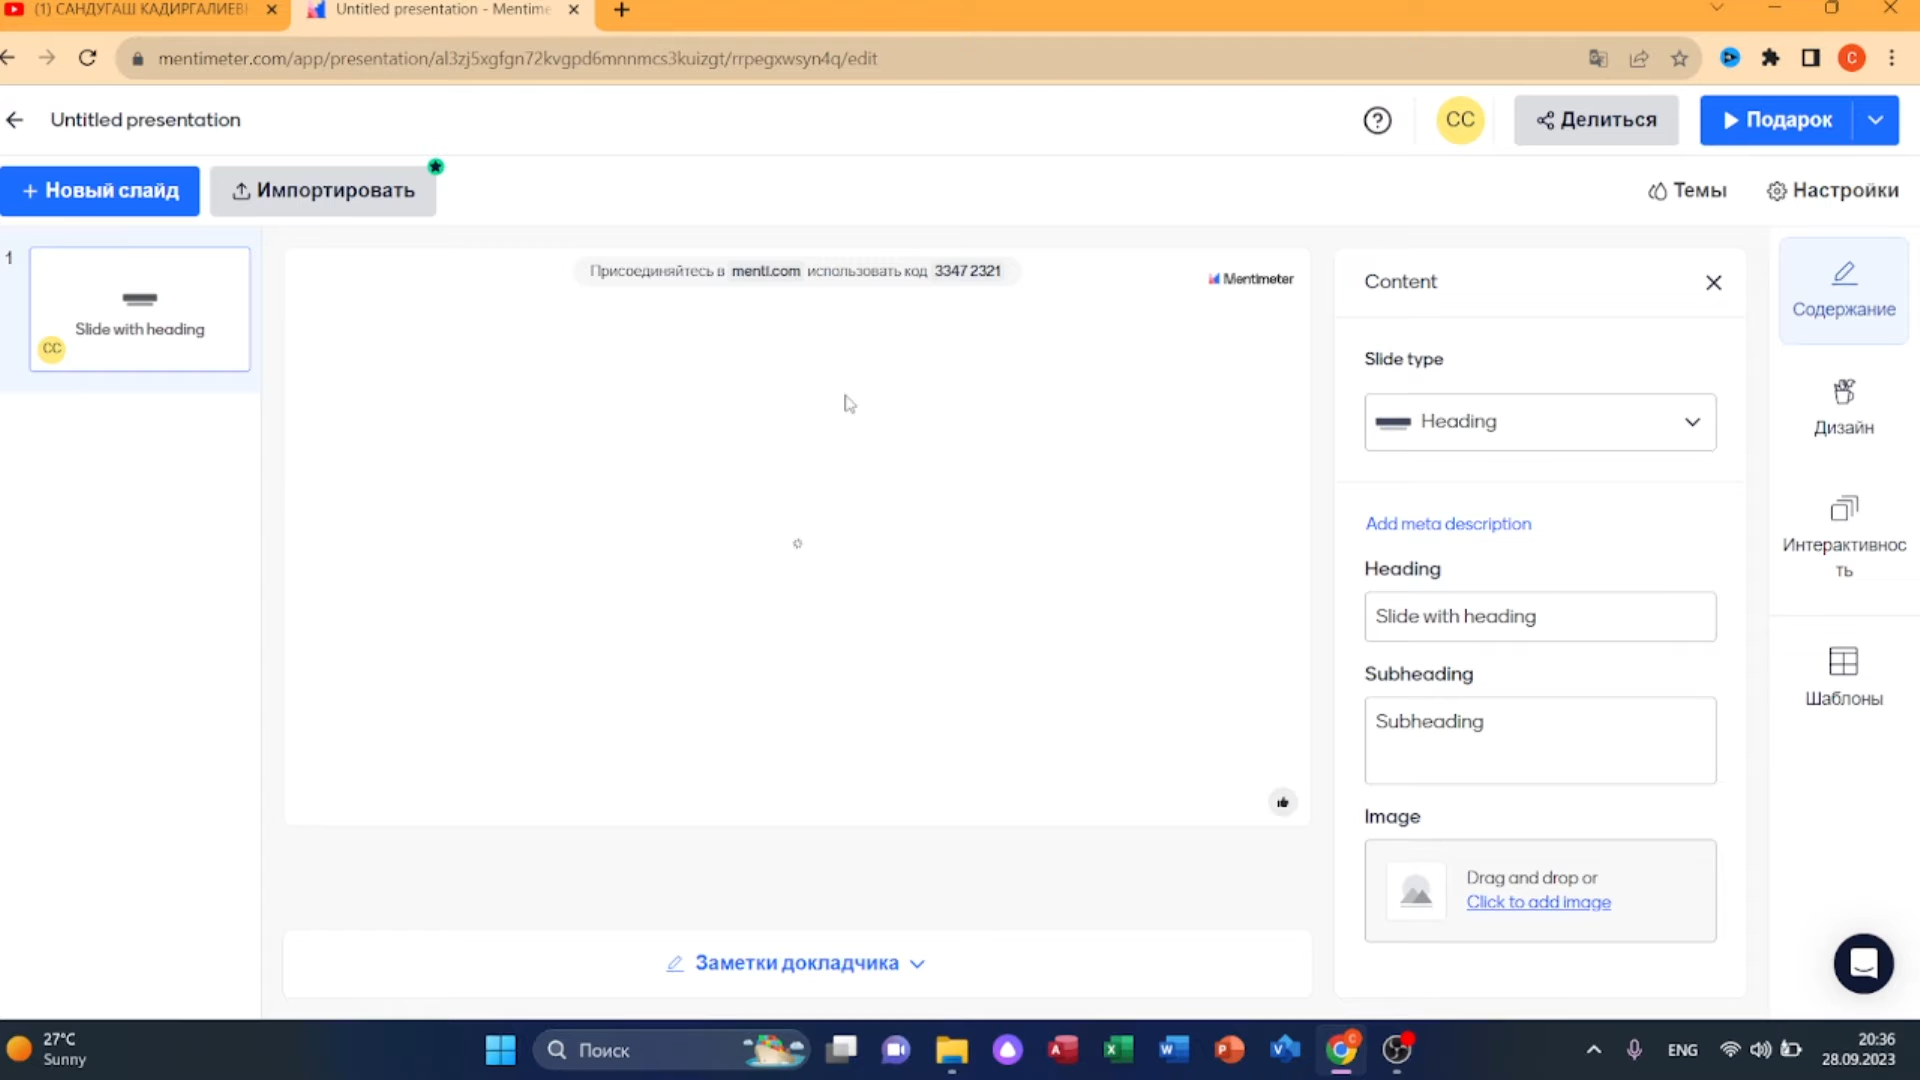 (1) САНДУГАШ КАДИРГАЛИЕВН
Untitled presentation - Mentime
mentimeter.com/app/presentation/al3zj5xgfgn72kvgpd6mnnmcs3kuizgt/rrpegxwsyn4q/edit
C
Untitled presentation
CC
Делиться
Подарок
+ Новый слайд
Импортировать
Темы
Настройки
1
Slide with heading
CC
Присоединяйтесь в menti.com использовать код 3347 2321
Mentimeter
Content
Slide type
Heading
Add meta description
Heading
Slide with heading
Subheading
Subheading
Image
Drag and drop or
Click to add image
Содержание
Дизайн
Интерактивнос
ть
Шаблоны
Заметки докладчика
27°C
Sunny
Поиск
ENG
20:36
28.09.2023